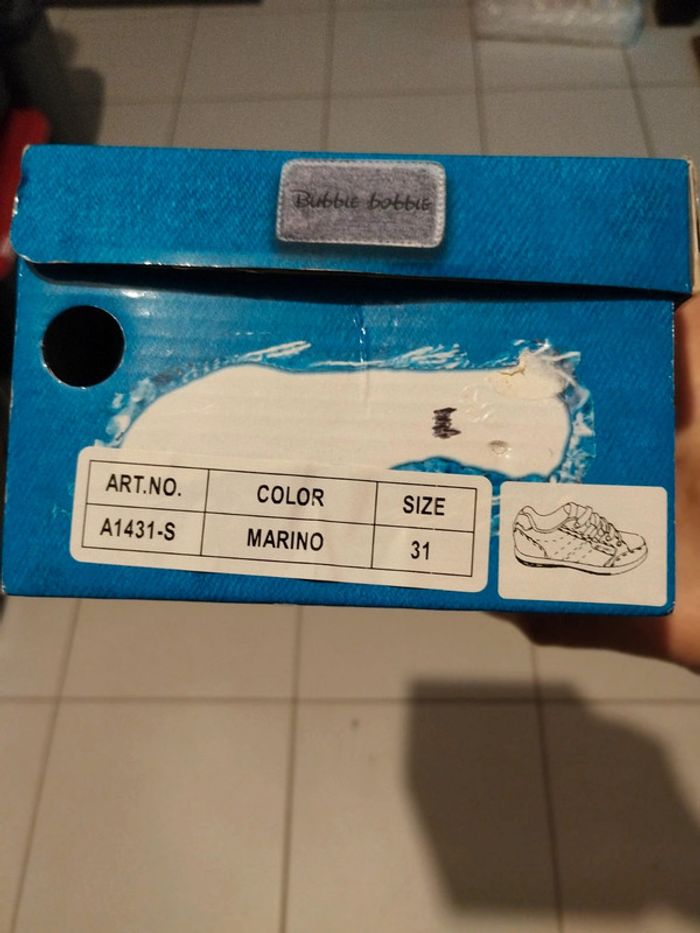 Bubble bobble
ART.NO. COLOR SIZE
A1431-S MARINO 31